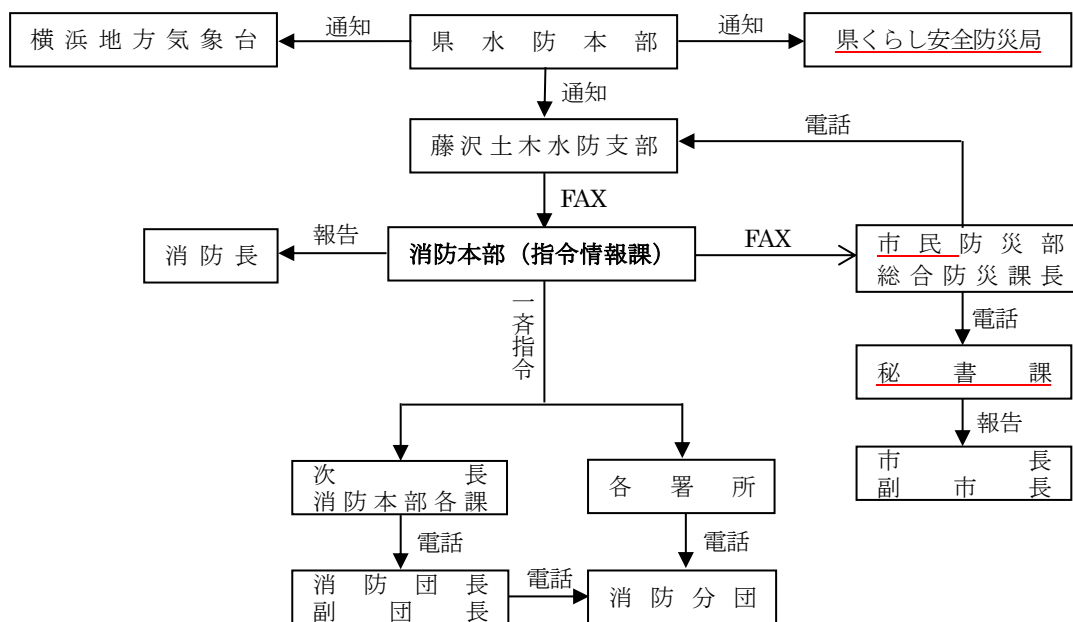 横浜地方気象台
通知
県水防本部
通知
県くらし安全防災局
通知
藤沢土木水防支部
電話
FAX
消防長
報告
消防本部（指令情報課）
FAX
市民防災部
総合防災課長
一斉指令
電話
秘書課
報告
市長
副市長
次長
消防本部各課
各署所
電話
電話
消防団長
副団長
電話
消防分団